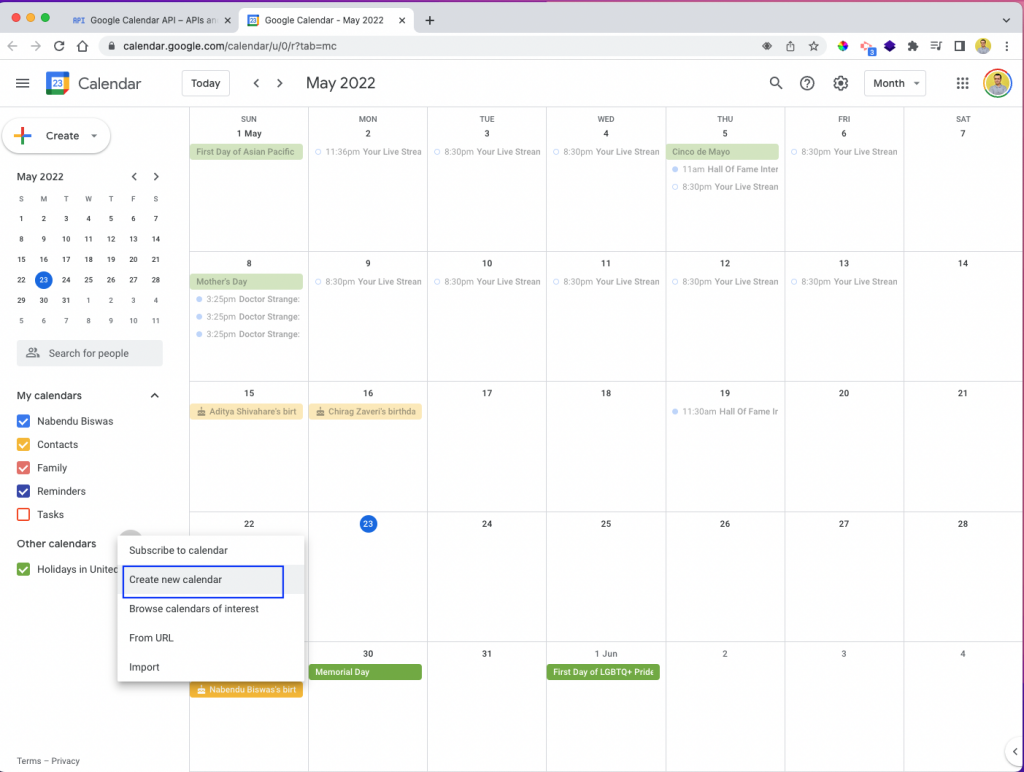 API Google Calendar API – APIs an
23 Google Calendar - May 2022
calendar.google.com/calendar/u/0/r?tab=mc
3
23 Calendar Today May 2022 Month
Create
May 2022
S M T W T F S
1 2 3 4 5 6 7
8 9 10 11 12 13 14
15 16 17 18 19 20 21
22 23 24 25 26 27 28
29 30 31 1 2 3 4
5 6 7 8 9 10 11
Search for people
My calendars
Nabendu Biswas
Contacts
Family
Reminders
Tasks
Other calendars
Holidays in United
Subscribe to calendar
Create new calendar
Browse calendars of interest
From URL
Import
Terms – Privacy
SUN MON TUE WED THU FRI SAT
1 May 2 3 4 5 6 7
First Day of Asian Pacific
11:36pm Your Live Strea
8:30pm Your Live Stream
8:30pm Your Live Stream
Cinco de Mayo
8:30pm Your Live Strean
11am Hall Of Fame Inter
8:30pm Your Live Strean
8 9 10 11 12 13 14
Mother's Day
8:30pm Your Live Strean
8:30pm Your Live Strean
8:30pm Your Live Strean
8:30pm Your Live Strean
8:30pm Your Live Strean
3:25pm Doctor Strange:
3:25pm Doctor Strange:
3:25pm Doctor Strange:
15 16 17 18 19 20 21
Aditya Shivahare's birt
Chirag Zaveri's birthda
11:30am Hall Of Fame Ir
22 23 24 25 26 27 28
30 31 1 Jun 2 3 4
Memorial Day
First Day of LGBTQ+ Pride
Nabendu Biswas's birt